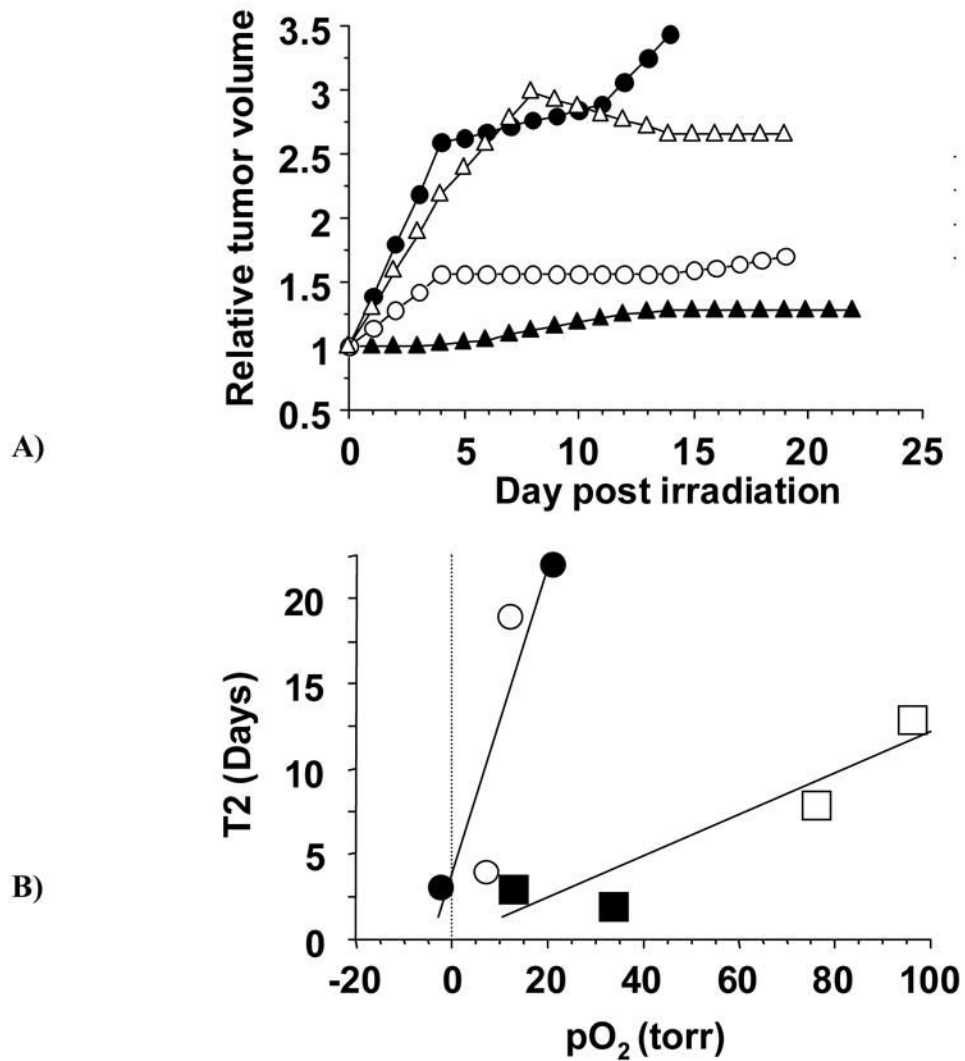 A)
Relative tumor volume
3.5
3
2.5
2
1.5
1
0.5
0 5 10 15 20 25
Day post irradiation
B)
T2 (Days)
20
15
10
5
0
-20 0 20 40 60 80 100
pO₂ (torr)